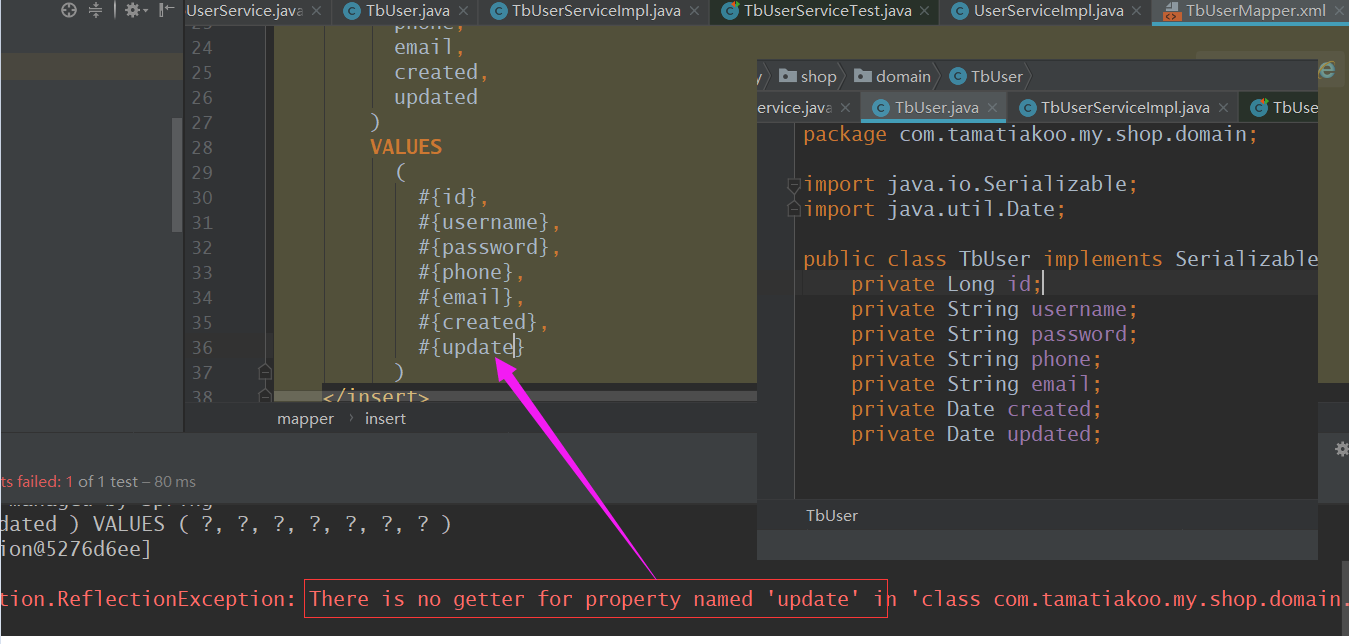 UserService.java
TbUser.java
TbUserServiceImpl.java
TbUserServiceTest.java
UserServiceImpl.java
TbUserMapper.xml
23 phone,
24 email,
25 created,
26 updated
27 )
28 VALUES
29 (
30 #{id},
31 #{username},
32 #{password},
33 #{phone},
34 #{email},
35 #{created},
36 #{update}
37 )
38 </insert>
mapper › insert
y shop domain TbUser
ervice.java TbUser.java TbUserServiceImpl.java TbUse
package com.tamatiakoo.my.shop.domain;
import java.io.Serializable;
import java.util.Date;
public class TbUser implements Serializable
private Long id;
private String username;
private String password;
private String phone;
private String email;
private Date created;
private Date updated;
TbUser
ts failed: 1 of 1 test – 80 ms
managed by Spring
dated ) VALUES ( ?, ?, ?, ?, ?, ?, ? )
ion@5276d6ee]
tion.ReflectionException: There is no getter for property named 'update' in 'class com.tamatiakoo.my.shop.domain.